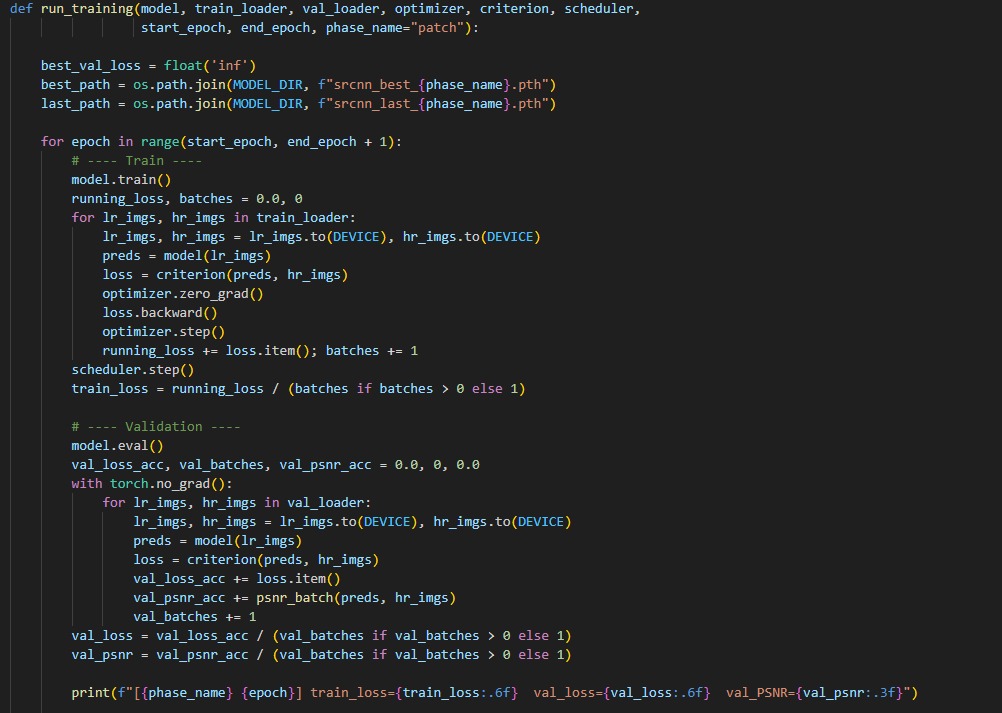 def run_training(model, train_loader, val_loader, optimizer, criterion, scheduler,
                 start_epoch, end_epoch, phase_name="patch"):

    best_val_loss = float('inf')
    best_path = os.path.join(MODEL_DIR, f"srcnn_best_{phase_name}.pth")
    last_path = os.path.join(MODEL_DIR, f"srcnn_last_{phase_name}.pth")

    for epoch in range(start_epoch, end_epoch + 1):
        # ---- Train ----
        model.train()
        running_loss, batches = 0.0, 0
        for lr_imgs, hr_imgs in train_loader:
            lr_imgs, hr_imgs = lr_imgs.to(DEVICE), hr_imgs.to(DEVICE)
            preds = model(lr_imgs)
            loss = criterion(preds, hr_imgs)
            optimizer.zero_grad()
            loss.backward()
            optimizer.step()
            running_loss += loss.item(); batches += 1
        scheduler.step()
        train_loss = running_loss / (batches if batches > 0 else 1)

        # ---- Validation ----
        model.eval()
        val_loss_acc, val_batches, val_psnr_acc = 0.0, 0, 0.0
        with torch.no_grad():
            for lr_imgs, hr_imgs in val_loader:
                lr_imgs, hr_imgs = lr_imgs.to(DEVICE), hr_imgs.to(DEVICE)
                preds = model(lr_imgs)
                loss = criterion(preds, hr_imgs)
                val_loss_acc += loss.item()
                val_psnr_acc += psnr_batch(preds, hr_imgs)
                val_batches += 1
        val_loss = val_loss_acc / (val_batches if val_batches > 0 else 1)
        val_psnr = val_psnr_acc / (val_batches if val_batches > 0 else 1)

        print(f"[{phase_name} {epoch}] train_loss={train_loss:.6f}  val_loss={val_loss:.6f}  val_PSNR={val_psnr:.3f}")